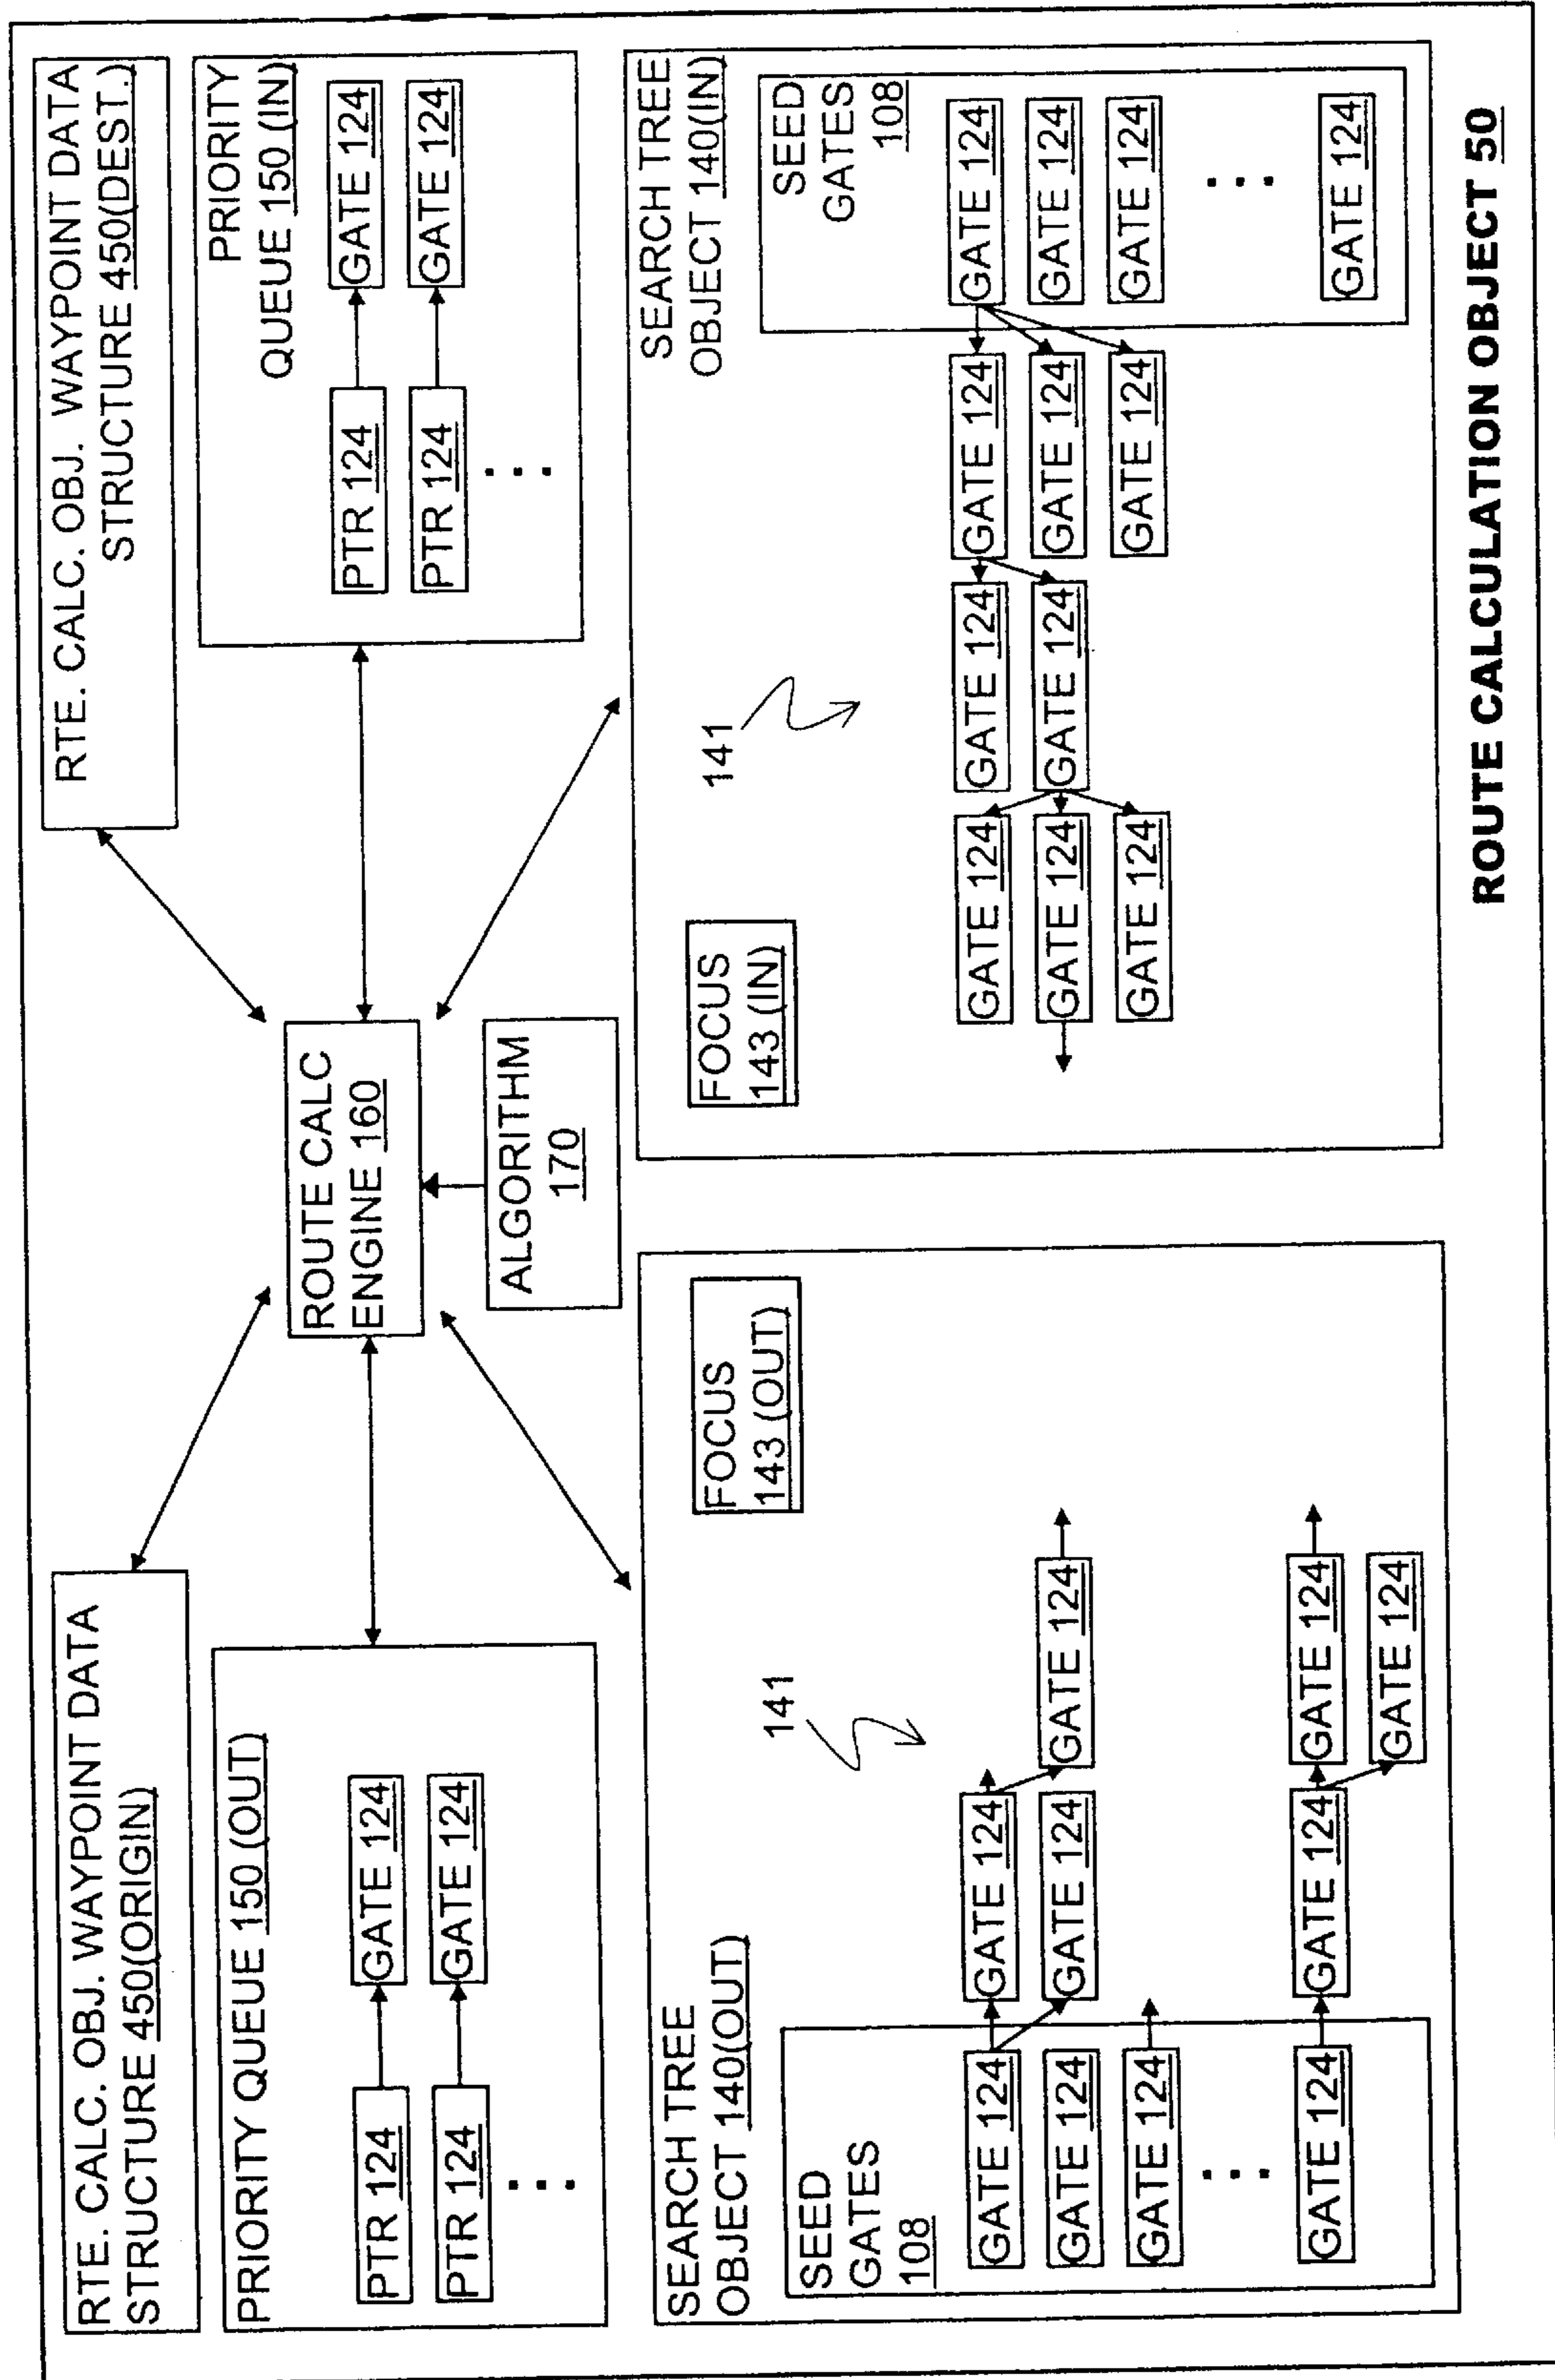 RTE. CALC. OBJ. WAYPOINT DATA
STRUCTURE 450(ORIGIN)
RTE. CALC. OBJ. WAYPOINT DATA
STRUCTURE 450(DEST.)
PRIORITY QUEUE 150 (OUT)
PTR 124
GATE 124
PTR 124
GATE 124
...
ROUTE CALC
ENGINE 160
ALGORITHM
170
PRIORITY
QUEUE 150 (IN)
PTR 124
GATE 124
PTR 124
GATE 124
...
SEARCH TREE
OBJECT 140(OUT)
FOCUS
143 (OUT)
141
SEED
GATES
108
GATE 124
GATE 124
GATE 124
...
GATE 124
GATE 124
GATE 124
GATE 124
GATE 124
GATE 124
GATE 124
SEARCH TREE
OBJECT 140(IN)
FOCUS
143 (IN)
141
SEED
GATES
108
GATE 124
GATE 124
GATE 124
GATE 124
GATE 124
GATE 124
GATE 124
GATE 124
GATE 124
GATE 124
GATE 124
...
GATE 124
ROUTE CALCULATION OBJECT 50